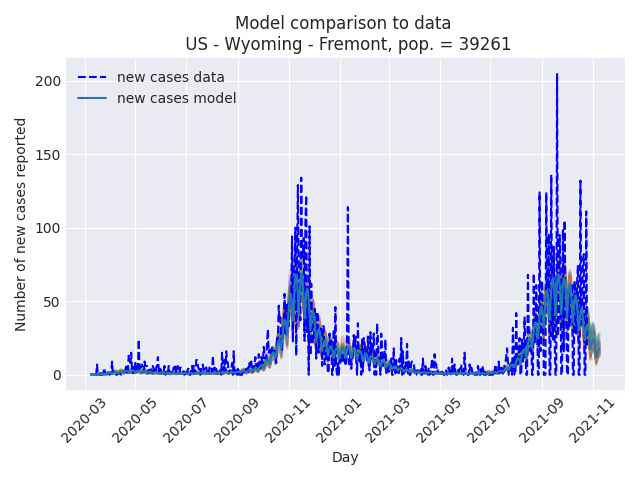 Model comparison to data
US - Wyoming - Fremont, pop. = 39261
new cases data
new cases model
Number of new cases reported
200
150
100
50
0
2020-03
2020-05
2020-07
2020-09
2020-11
2021-01
2021-03
2021-05
2021-07
2021-09
2021-11
Day